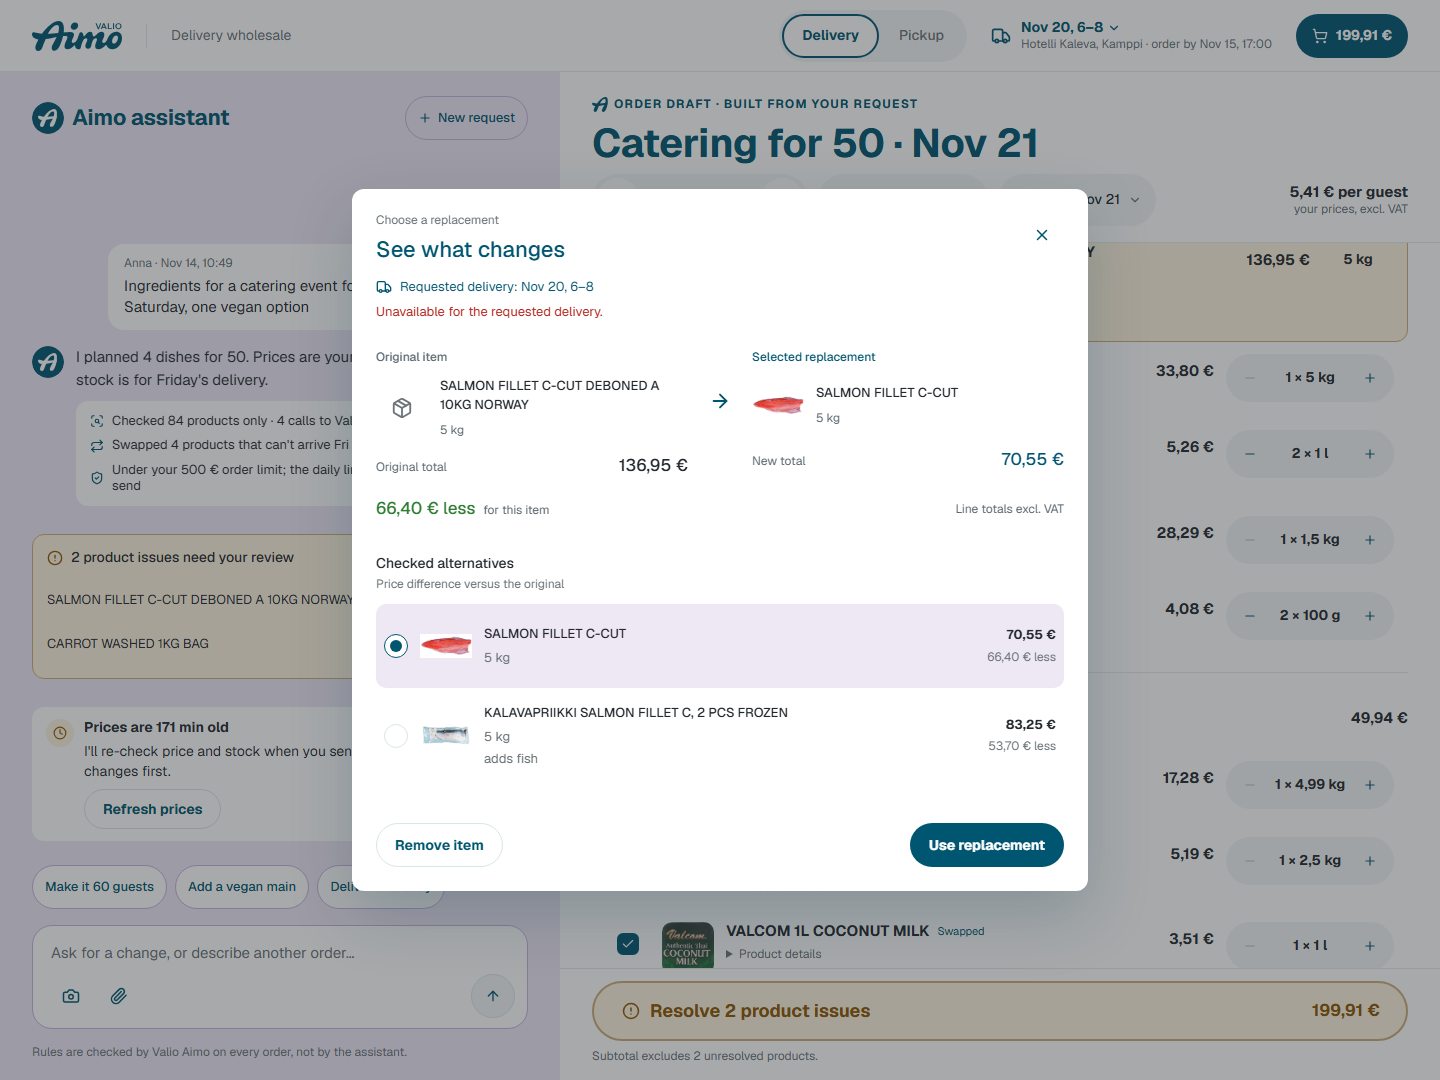 VALIO
Aimo
Delivery wholesale
Delivery
Pickup
Nov 20, 6–8
Hotelli Kaleva, Kamppi · order by Nov 15, 17:00
199,91 €
Aimo assistant
New request
Anna · Nov 14, 10:49
Ingredients for a catering event
Saturday, one vegan option
I planned 4 dishes for 50. Prices are your
stock is for Friday's delivery.
Checked 84 products only · 4 calls to
Swapped 4 products that can't arrive Fri
Under your 500 € order limit; the daily
send
2 product issues need your review
SALMON FILLET C-CUT DEBONED A 10KG NORWAY
CARROT WASHED 1KG BAG
Prices are 171 min old
I'll re-check price and stock when you
changes first.
Refresh prices
Make it 60 guests
Add a vegan main
Ask for a change, or describe another order...
Rules are checked by Valio Aimo on every order, not by the assistant.
ORDER DRAFT · BUILT FROM YOUR REQUEST
Catering for 50 · Nov 21
21
5,41 € per guest
your prices, excl. VAT
136,95 €
5 kg
33,80 €
1 × 5 kg
5,26 €
2 × 1 l
28,29 €
1 × 1,5 kg
4,08 €
2 × 100 g
49,94 €
17,28 €
1 × 4,99 kg
5,19 €
1 × 2,5 kg
Valcom
Authentic Thai
COCONUT
MILK
VALCOM 1L COCONUT MILK Swapped
Product details
3,51 €
1 × 1 l
Resolve 2 product issues
199,91 €
Subtotal excludes 2 unresolved products.
Choose a replacement
See what changes
Requested delivery: Nov 20, 6–8
Unavailable for the requested delivery.
Original item
SALMON FILLET C-CUT DEBONED A
10KG NORWAY
5 kg
Original total
136,95 €
Selected replacement
SALMON FILLET C-CUT
5 kg
New total
70,55 €
66,40 € less for this item
Line totals excl. VAT
Checked alternatives
Price difference versus the original
SALMON FILLET C-CUT
5 kg
70,55 €
66,40 € less
KALAVAPRIIKKI SALMON FILLET C, 2 PCS FROZEN
5 kg
adds fish
83,25 €
53,70 € less
Remove item
Use replacement